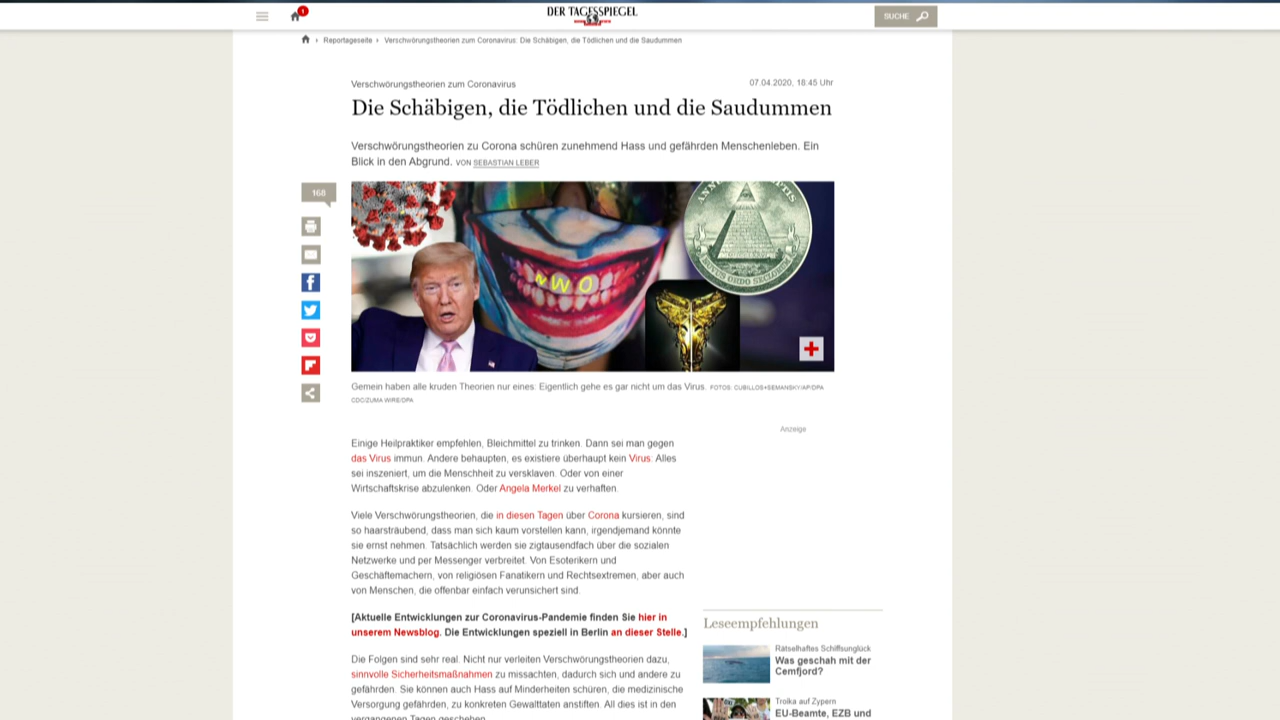 1
DER TAGESSPIEGEL
SUCHE
Reportageseite › Verschwörungstheorien zum Coronavirus: Die Schäbigen, die Tödlichen und die Saudummen
Verschwörungstheorien zum Coronavirus
07.04.2020, 18:45 Uhr
Die Schäbigen, die Tödlichen und die Saudummen
Verschwörungstheorien zu Corona schüren zunehmend Hass und gefährden Menschenleben. Ein
Blick in den Abgrund. VON SEBASTIAN LEBER
168
NWO
Gemein haben alle kruden Theorien nur eines: Eigentlich gehe es gar nicht um das Virus. FOTOS: CUBILLOS+SEMANSKY/AP/DPA
CDC/ZUMA WIRE/DPA
Anzeige
Einige Heilpraktiker empfehlen, Bleichmittel zu trinken. Dann sei man gegen
das Virus immun. Andere behaupten, es existiere überhaupt kein Virus: Alles
sei inszeniert, um die Menschheit zu versklaven. Oder von einer
Wirtschaftskrise abzulenken. Oder Angela Merkel zu verhaften.
Viele Verschwörungstheorien, die in diesen Tagen über Corona kursieren, sind
so haarsträubend, dass man sich kaum vorstellen kann, irgendjemand könnte
sie ernst nehmen. Tatsächlich werden sie zigtausendfach über die sozialen
Netzwerke und per Messenger verbreitet. Von Esoterikern und
Geschäftemachern, von religiösen Fanatikern und Rechtsextremen, aber auch
von Menschen, die offenbar einfach verunsichert sind.
[Aktuelle Entwicklungen zur Coronavirus-Pandemie finden Sie hier in
unserem Newsblog. Die Entwicklungen speziell in Berlin an dieser Stelle.]
Die Folgen sind sehr real. Nicht nur verleiten Verschwörungstheorien dazu,
sinnvolle Sicherheitsmaßnahmen zu missachten, dadurch sich und andere zu
gefährden. Sie können auch Hass auf Minderheiten schüren, die medizinische
Versorgung gefährden, zu konkreten Gewalttaten anstiften. All dies ist in den
vergangenen Tagen geschehen.
Leseempfehlungen
Rätselhaftes Schiffsunglück
Was geschah mit der
Cemfjord?
Troika auf Zypern
EU-Beamte, EZB und